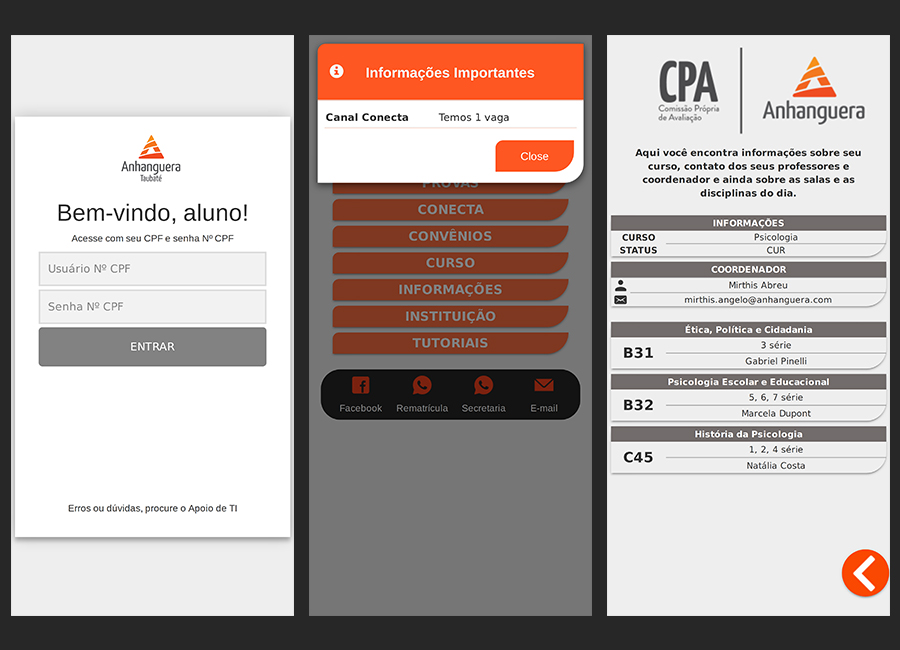 Anhanguera
Taubaté
Bem-vindo, aluno!
Acesse com seu CPF e senha Nº CPF
Usuário Nº CPF
Senha Nº CPF
ENTRAR
Erros ou dúvidas, procure o Apoio de TI
Informações Importantes
Canal Conecta Temos 1 vaga
Close
PROVAS
CONECTA
CONVÊNIOS
CURSO
INFORMAÇÕES
INSTITUIÇÃO
TUTORIAIS
Facebook Rematrícula Secretaria E-mail
CPA
Comissão Própria
de Avaliação
Anhanguera
Aqui você encontra informações sobre seu
curso, contato dos seus professores e
coordenador e ainda sobre as salas e as
disciplinas do dia.
INFORMAÇÕES
CURSO Psicologia
STATUS CUR
COORDENADOR
Mirthis Abreu
mirthis.angelo@anhanguera.com
Ética, Política e Cidadania
B31
3 série
Gabriel Pinelli
Psicologia Escolar e Educacional
B32
5, 6, 7 série
Marcela Dupont
História da Psicologia
C45
1, 2, 4 série
Natália Costa